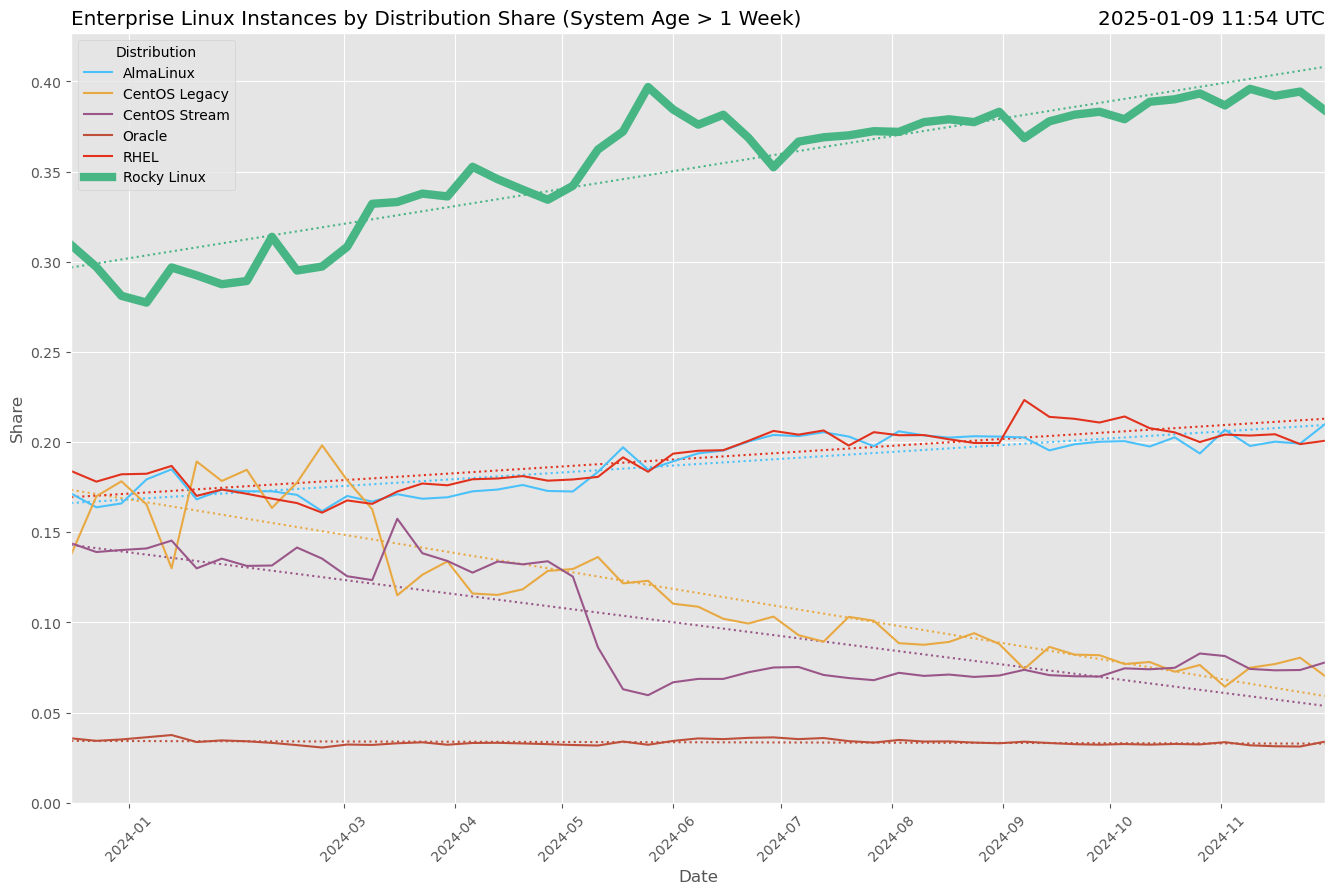 Enterprise Linux Instances by Distribution Share (System Age > 1 Week)
2025-01-09 11:54 UTC
Distribution
AlmaLinux
CentOS Legacy
CentOS Stream
Oracle
RHEL
Rocky Linux
0.40
0.35
0.30
0.25
0.20
0.15
0.10
0.05
0.00
Share
2024-01
2024-03
2024-04
2024-05
2024-06
2024-07
2024-08
2024-09
2024-10
2024-11
Date